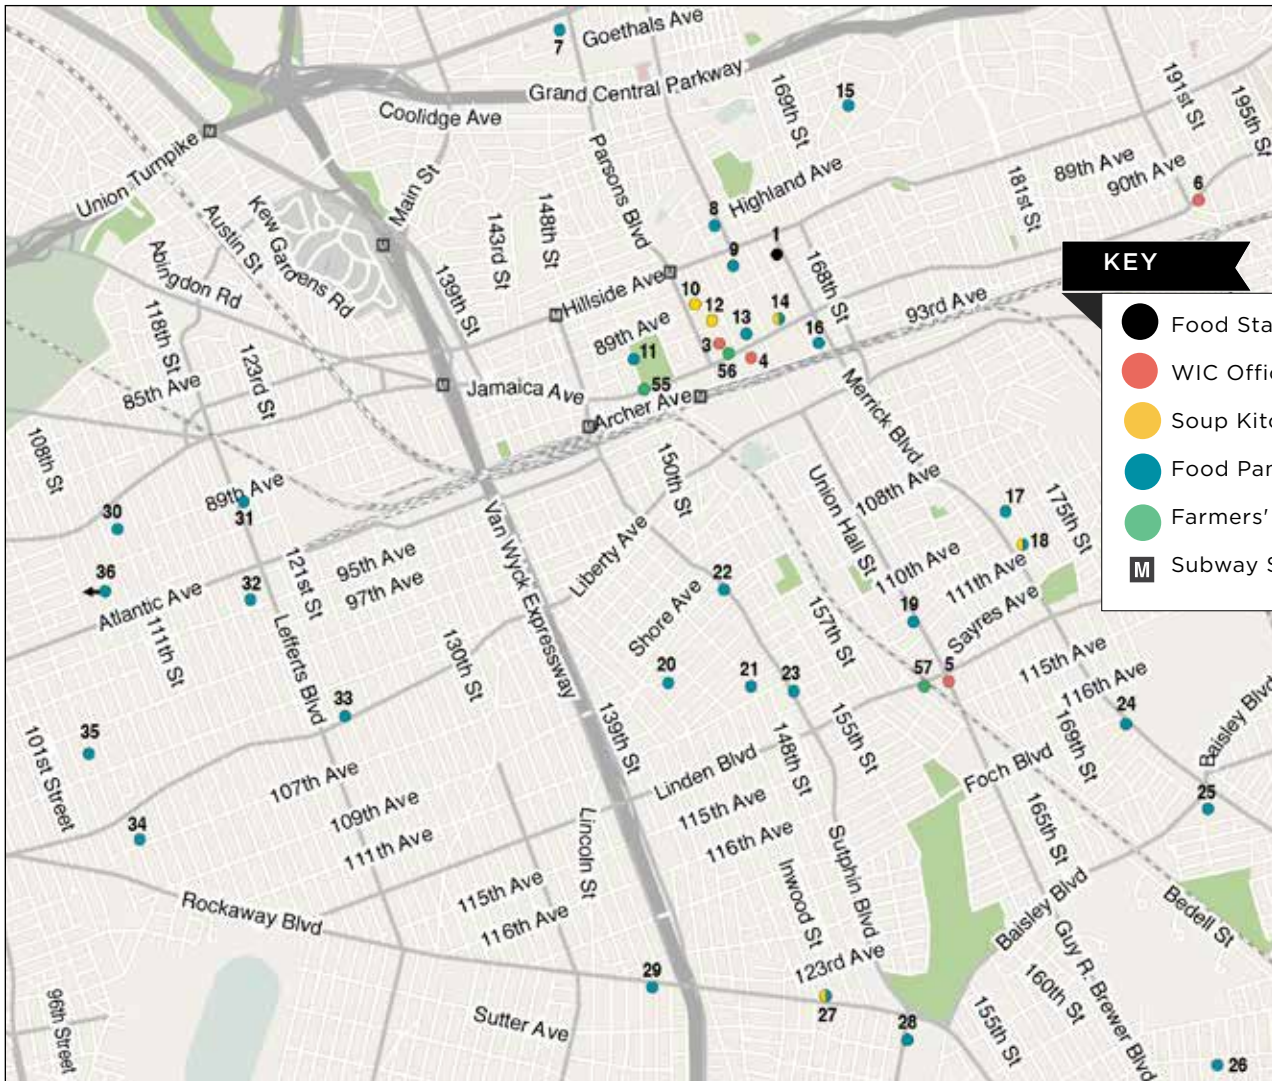 Goethals Ave
7
Grand Central Parkway
Coolidge Ave
169th St
15
191st St
195th St
Union Turnpike
Main St
Parsons Blvd
Highland Ave
89th Ave
90th Ave
181st St
6
Austin St
Kew Gardens Rd
Abingdon Rd
143rd St
148th St
8
9
1
168th St
139th St
Hillside Ave
10
12
13
14
16
93rd Ave
118th St
123rd St
85th Ave
89th Ave
11
3
56
4
55
Jamaica Ave
Archer Ave
Merrick Blvd
KEY
Food Sta
WIC Offi
Soup Kit
Food Par
Farmers'
M Subway S
108th St
89th Ave
30
31
150th St
Union Hall St
108th Ave
17
175th St
18
Van Wyck Expressway
95th Ave
97th Ave
121st St
Liberty Ave
36
32
Atlantic Ave
111th St
22
Shore Ave
157th St
110th Ave
111th Ave
19
Sayres Ave
Lefferts Blvd
130th St
20
21
23
57
5
115th Ave
116th Ave
24
33
35
101st Street
139th St
148th St
155th St
169th St
Baisley Blvd
Linden Blvd
Foch Blvd
25
107th Ave
109th Ave
111th Ave
34
Lincoln St
115th Ave
116th Ave
165th St
Sutphin Blvd
Inwood St
Rockaway Blvd
115th Ave
116th Ave
Baisley Blvd
Bedell St
123rd Ave
Guy R. Brewer Blvd
160th St
29
27
28
155th St
96th Street
Sutter Ave
26
M
M
M
M
M
M
M